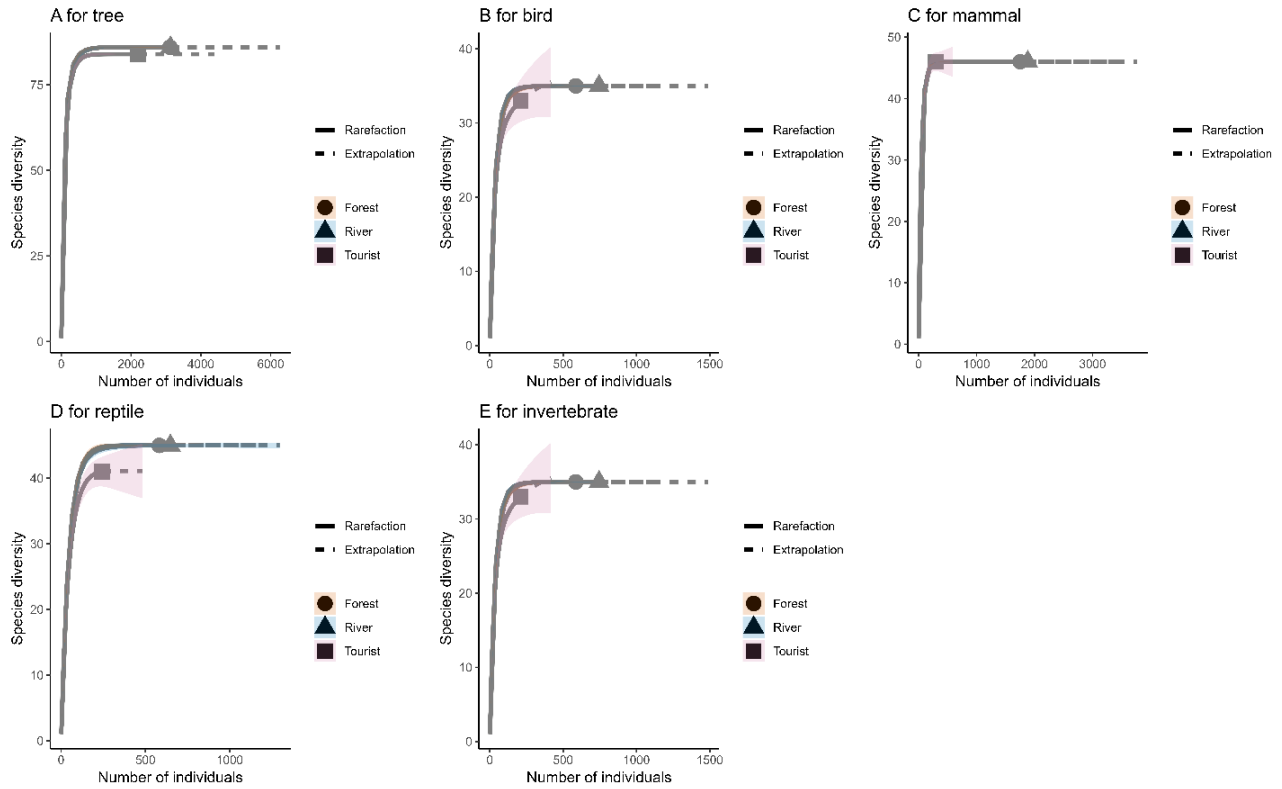 A for tree
75
50
25
0
0 2000 4000 6000
Species diversity
Number of individuals
Rarefaction
Extrapolation
Forest
River
Tourist
B for bird
40
30
20
10
0
0 500 1000 1500
Species diversity
Number of individuals
Rarefaction
Extrapolation
Forest
River
Tourist
C for mammal
50
40
30
20
10
0
0 1000 2000 3000
Species diversity
Number of individuals
Rarefaction
Extrapolation
Forest
River
Tourist
D for reptile
40
30
20
10
0
0 500 1000
Species diversity
Number of individuals
Rarefaction
Extrapolation
Forest
River
Tourist
E for invertebrate
40
30
20
10
0
0 500 1000 1500
Species diversity
Number of individuals
Rarefaction
Extrapolation
Forest
River
Tourist